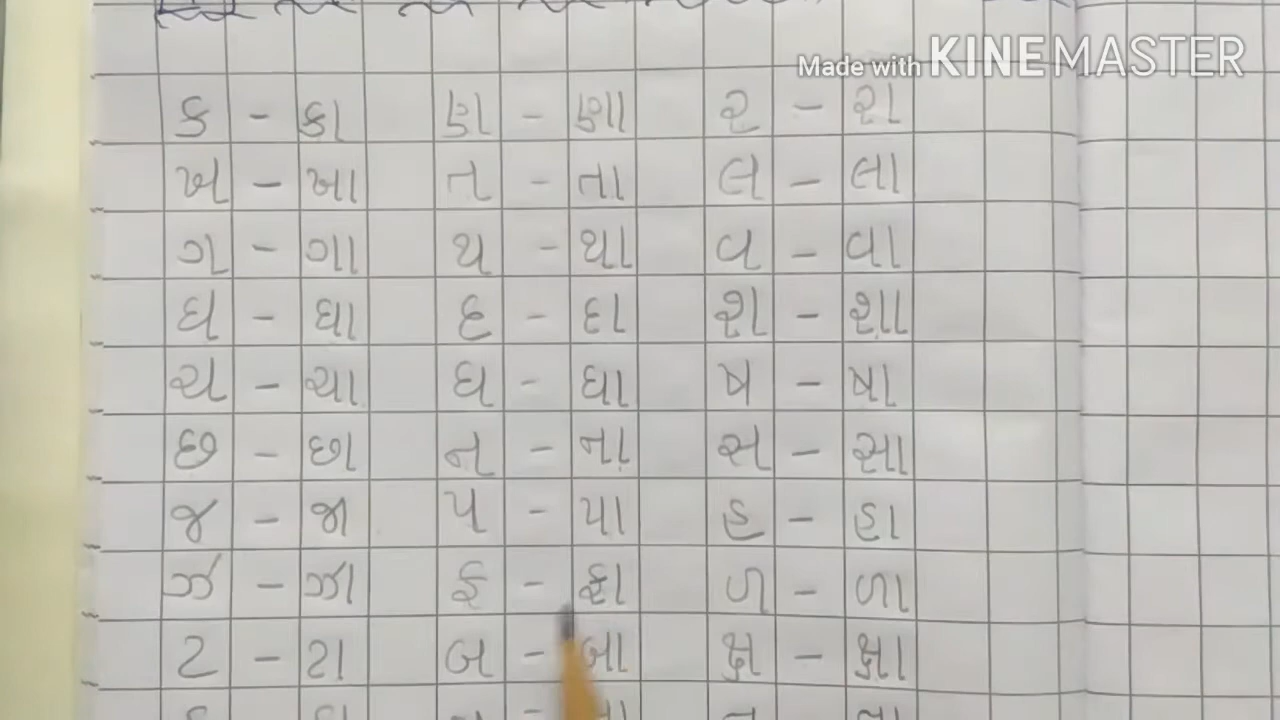 Made with KINEMASTER
ક - કા ણ - ણા ર - રા
ખ - ખા ત - તા લ - લા
ગ - ગા થ - થા વ - વા
ઘ - ઘા દ - દા શ - શા
ચ - ચા ધ - ધા ષ - ષા
છ - છા ન - ના સ - સા
જ - જા પ - પા હ - હા
ઝ - ઝા ફ - ફા ળ - ળા
ટ - ટા બ - બા ક્ષ - ક્ષા